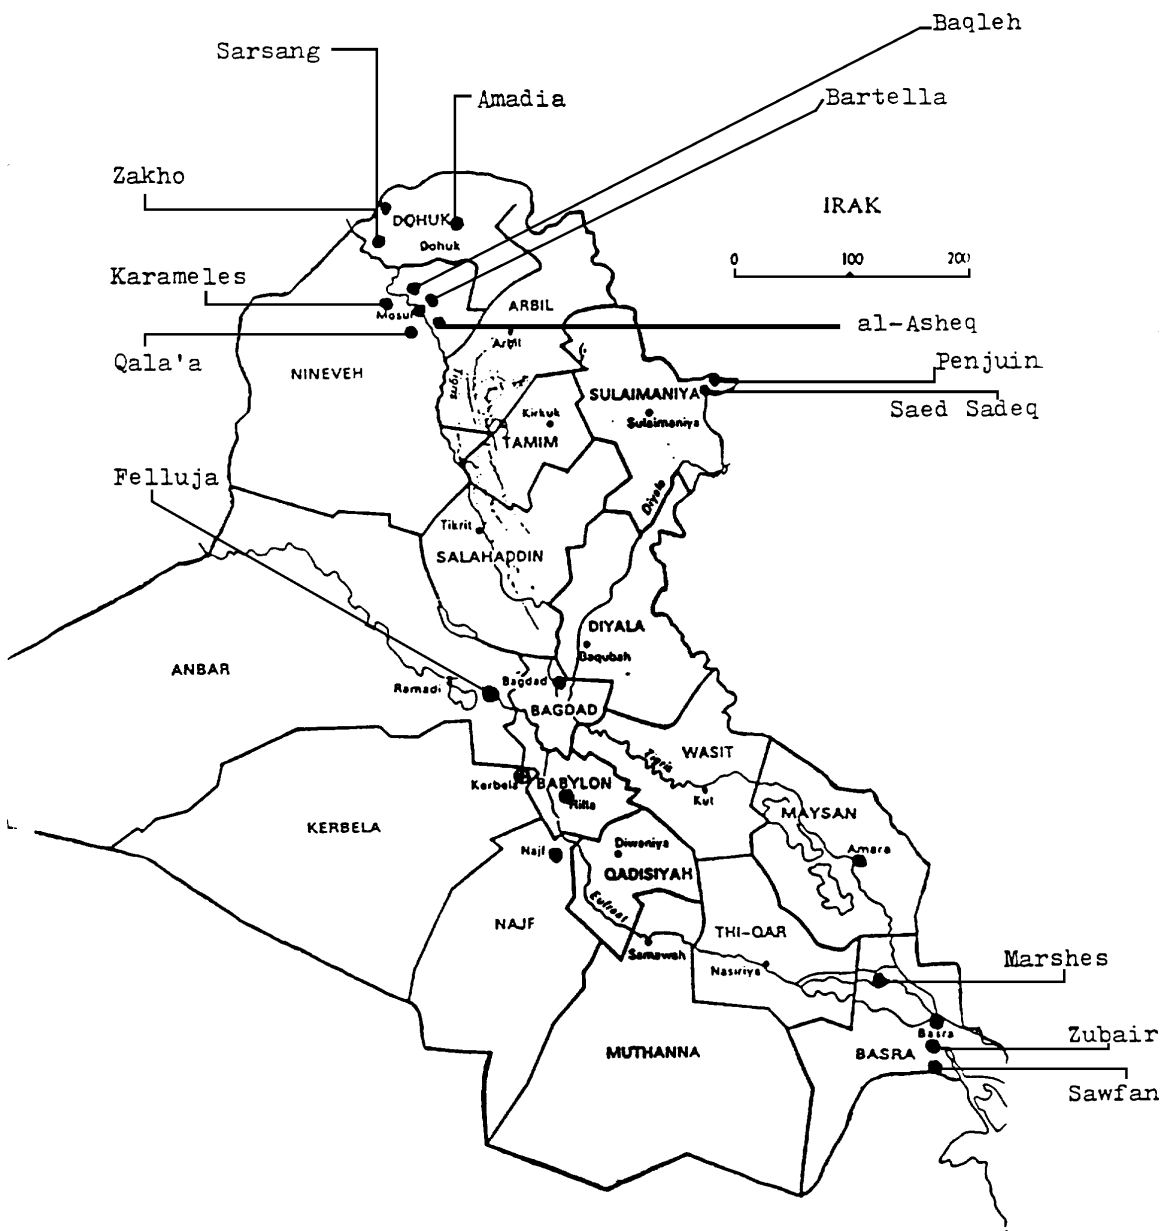 Baqleh
Sarsang
Amadia
Bartella
Zakho
IRAK
DOHUK
Dohuk
0 100 200
Karameles
ARBIL
Mosul
al-Asheq
Arbil
Qala'a
Penjuin
NINEVEH
Tigris
SULAIMANIYA
Saed Sadeq
Kirkuk
Sulaimaniya
TAMIM
Felluja
Diyala
Tikrit
SALAHADDIN
DIYALA
Baqubah
ANBAR
Ramadi
Bagdad
BAGDAD
WASIT
Tigris
Kerbela
BABYLON
Hilla
Kut
MAYSAN
KERBELA
Najf
Diwaniya
Amara
QADISIYAH
Eufraat
NAJF
THI-QAR
Samawah
Nasiriya
Marshes
Basra
Zubair
MUTHANNA
BASRA
Sawfan